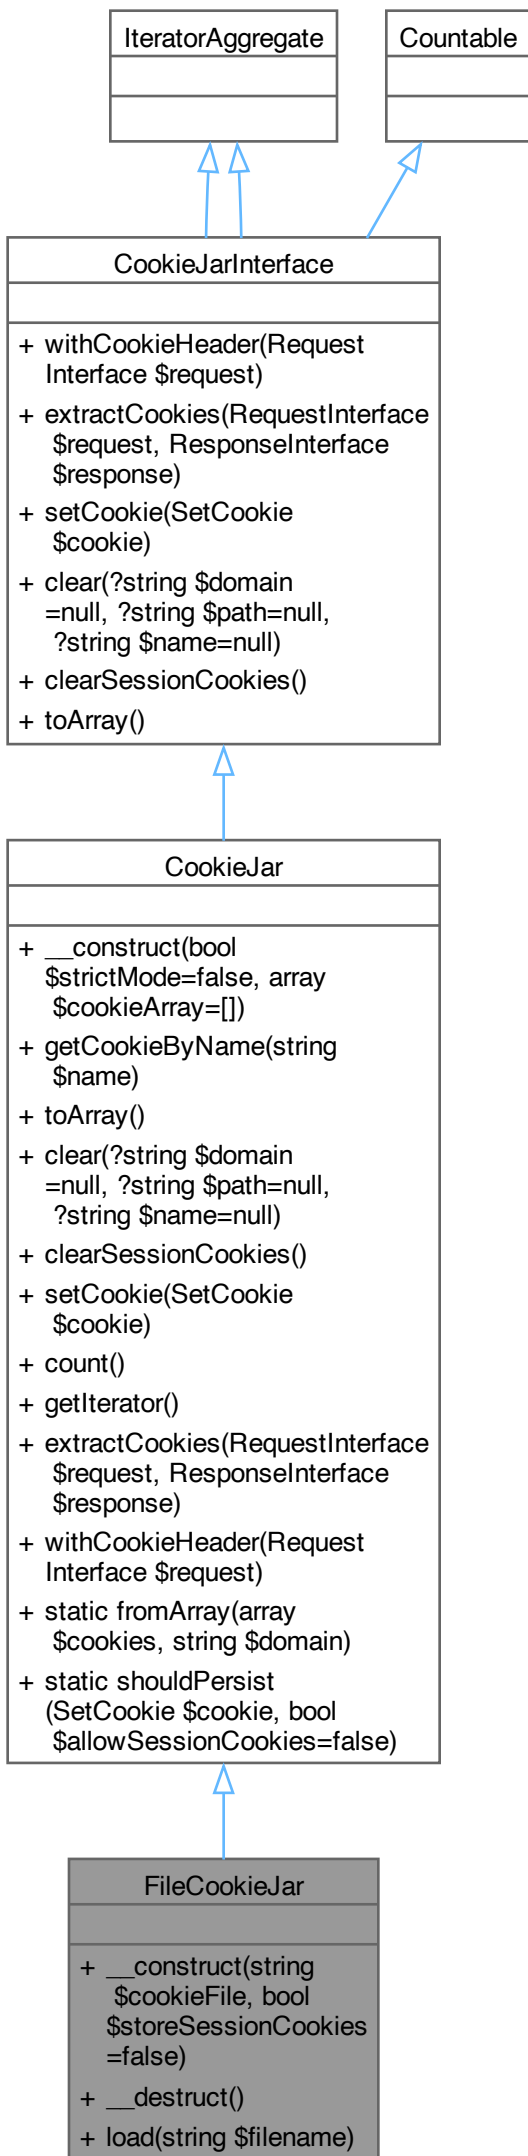 IteratorAggregate
Countable
CookieJarInterface
+ withCookieHeader(Request
Interface $request)
+ extractCookies(RequestInterface
$request, ResponseInterface
$response)
+ setCookie(SetCookie
$cookie)
+ clear(?string $domain
=null, ?string $path=null,
?string $name=null)
+ clearSessionCookies()
+ toArray()
CookieJar
+ __construct(bool
$strictMode=false, array
$cookieArray=[])
+ getCookieByName(string
$name)
+ toArray()
+ clear(?string $domain
=null, ?string $path=null,
?string $name=null)
+ clearSessionCookies()
+ setCookie(SetCookie
$cookie)
+ count()
+ getIterator()
+ extractCookies(RequestInterface
$request, ResponseInterface
$response)
+ withCookieHeader(Request
Interface $request)
+ static fromArray(array
$cookies, string $domain)
+ static shouldPersist
(SetCookie $cookie, bool
$allowSessionCookies=false)
FileCookieJar
+ __construct(string
$cookieFile, bool
$storeSessionCookies
=false)
+ __destruct()
+ load(string $filename)